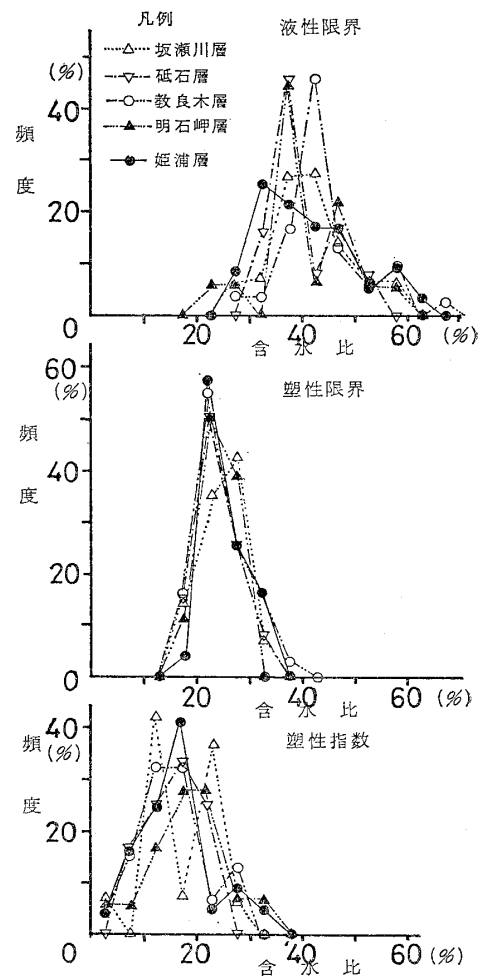 凡例
坂瀬川層
砥石層
教良木層
明石岬層
姫浦層
液性限界
(%)
40
20
0
頻度
20 40 60 (%)
含水比
塑性限界
60
(%)
40
20
0
頻度
20 40 60 (%)
含水比
塑性指数
40
(%)
20
0
頻度
20 40 60 (%)
含水比